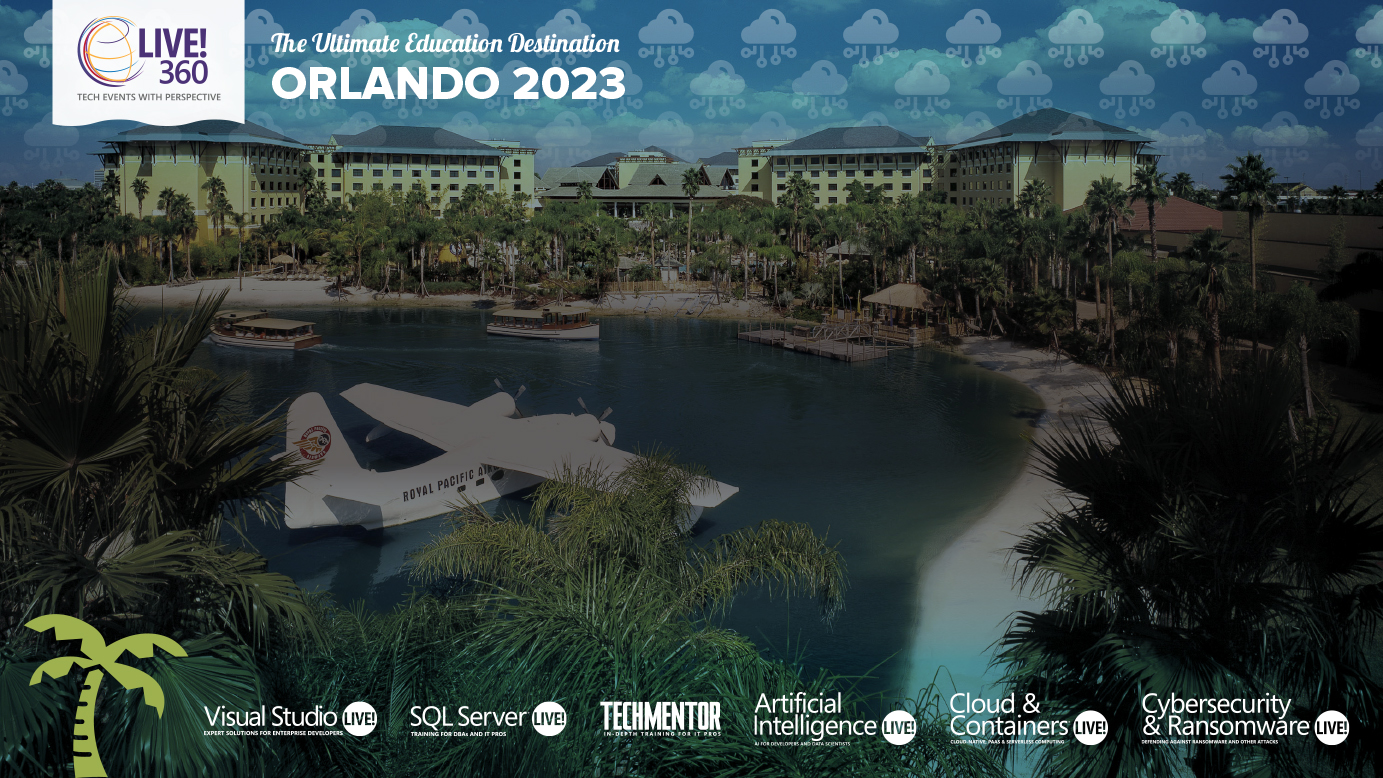 LIVE!
360
TECH EVENTS WITH PERSPECTIVE
The Ultimate Education Destination
ORLANDO 2023
ROYAL PACIFIC AIR
Visual Studio LIVE!
EXPERT SOLUTIONS FOR ENTERPRISE DEVELOPERS
SQL Server LIVE!
TRAINING FOR DBAs AND IT PROS
TECHMENTOR
IN-DEPTH TRAINING FOR IT PROS
Artificial
Intelligence LIVE!
AI FOR DEVELOPERS AND DATA SCIENTISTS
Cloud &
Containers LIVE!
CLOUD-NATIVE, PAAS & SERVERLESS COMPUTING
Cybersecurity
& Ransomware LIVE!
DEFENDING AGAINST RANSOMWARE AND OTHER ATTACKS